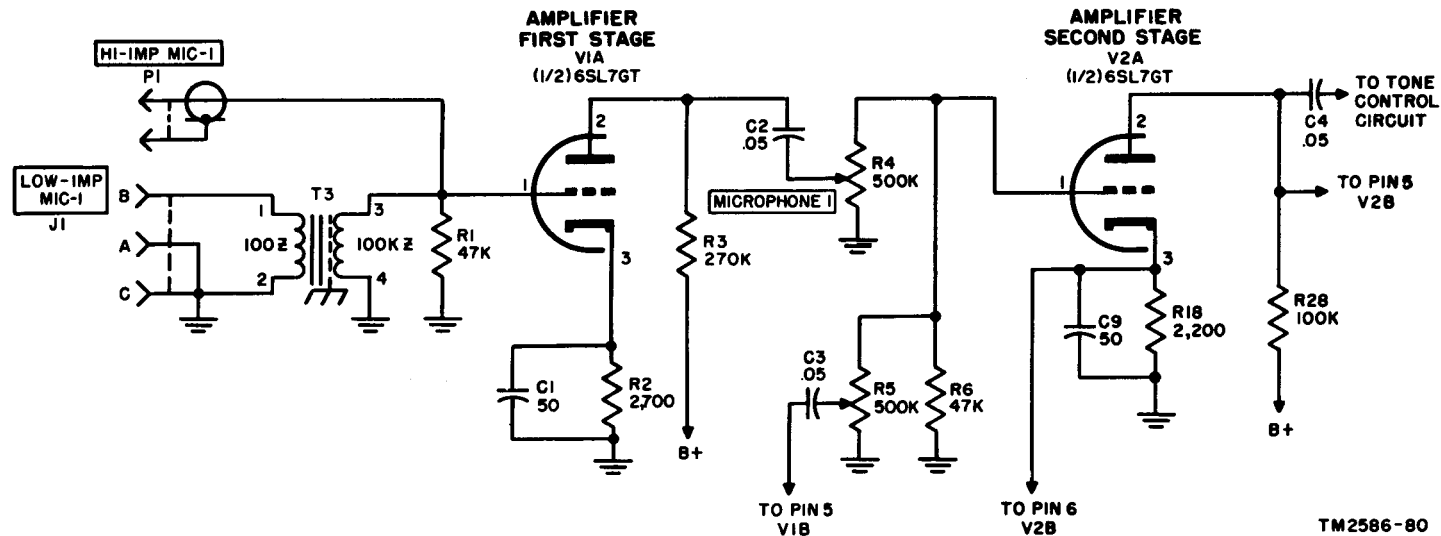 AMPLIFIER
FIRST STAGE
V1A
(1/2) 6SL7GT
AMPLIFIER
SECOND STAGE
V2A
(1/2) 6SL7GT
HI-IMP MIC-1
P1
2
C2
.05
R4
500K
2
C4
.05
TO TONE
CONTROL
CIRCUIT
LOW-IMP
MIC-1
J1
B
A
C
1
2
T3
100Z
100KZ
3
4
R1
47K
1
3
MICROPHONE 1
R3
270K
1
3
TO PIN 5
V2B
C1
50
R2
2,700
B+
C3
.05
R5
500K
R6
47K
C9
50
R18
2,200
R28
100K
B+
TO PIN 5
V1B
TO PIN 6
V2B
TM2586-80